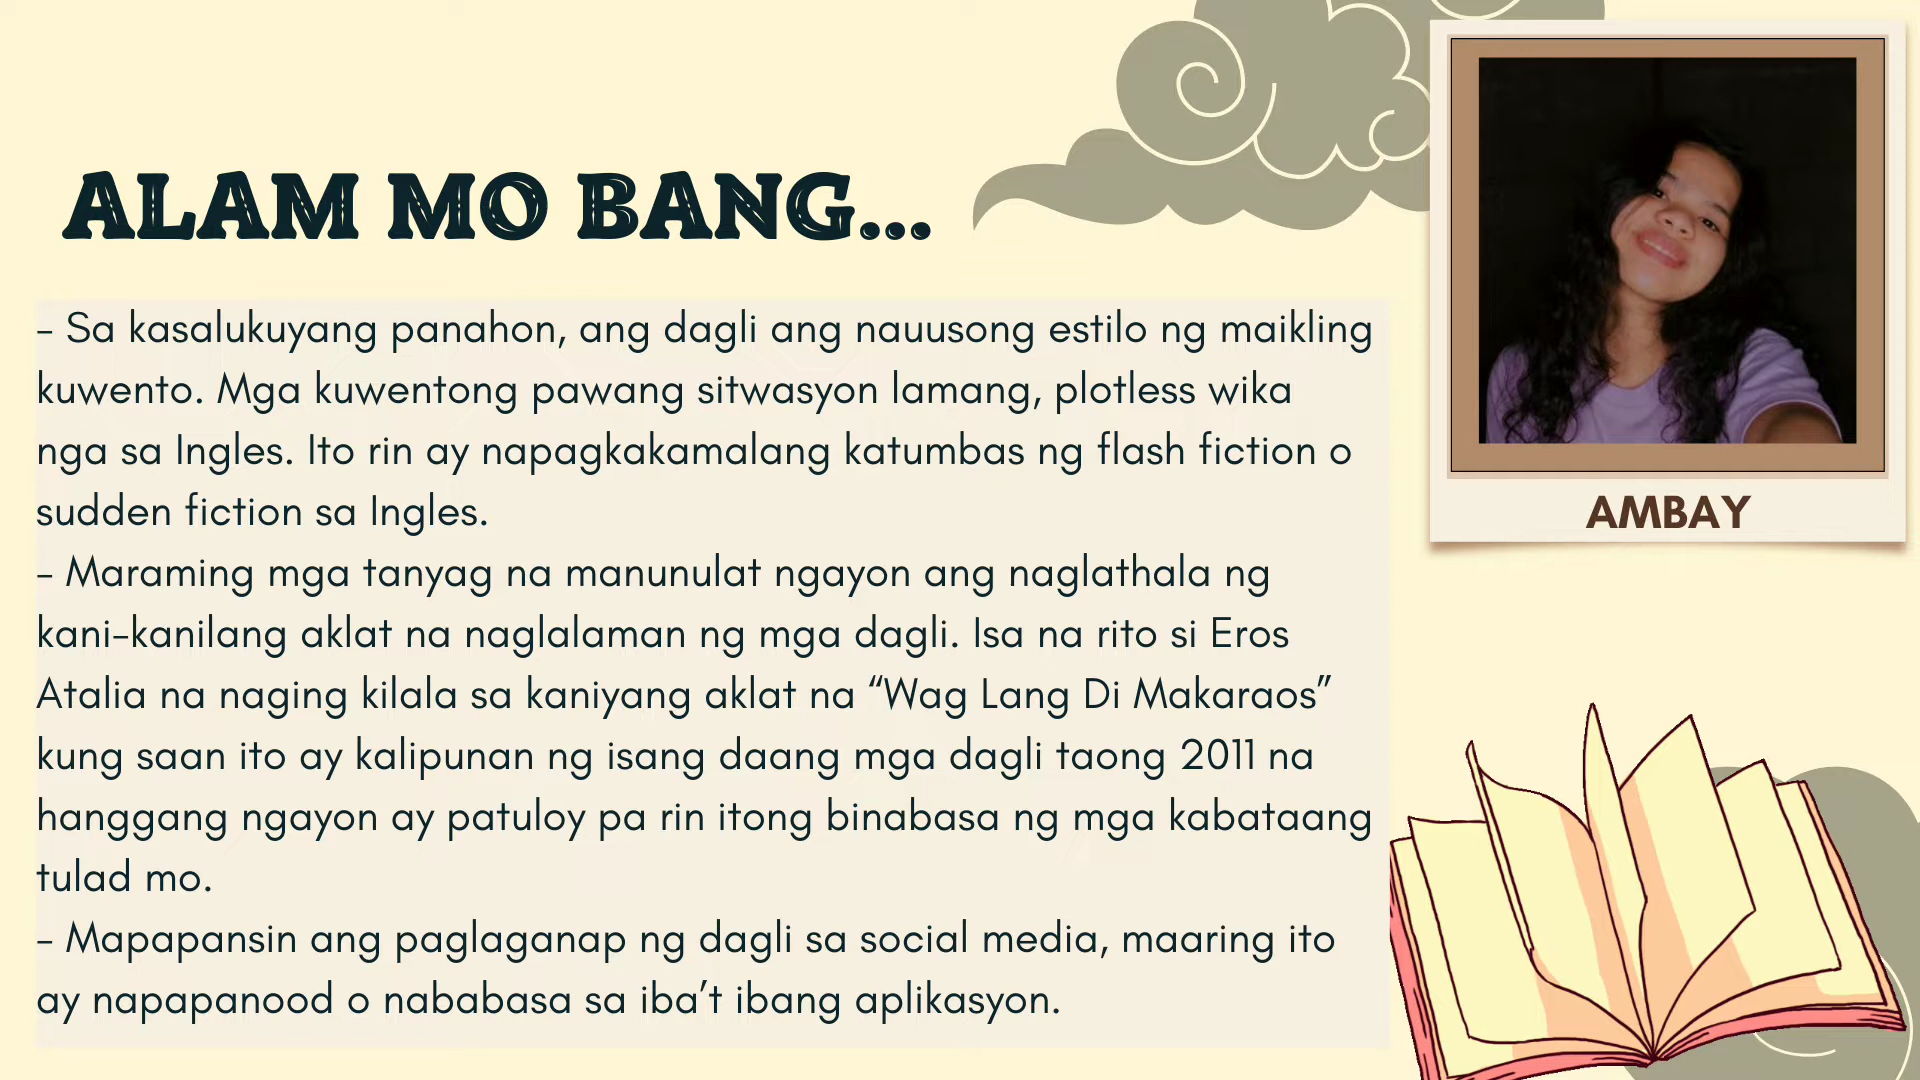 ALAM MO BANG...
- Sa kasalukuyang panahon, ang dagli ang nauusong estilo ng maikling
kuwento. Mga kuwentong pawang sitwasyon lamang, plotless wika
nga sa Ingles. Ito rin ay napagkakamalang katumbas ng flash fiction o
sudden fiction sa Ingles.
- Maraming mga tanyag na manunulat ngayon ang naglathala ng
kani-kanilang aklat na naglalaman ng mga dagli. Isa na rito si Eros
Atalia na naging kilala sa kaniyang aklat na “Wag Lang Di Makaraos”
kung saan ito ay kalipunan ng isang daang mga dagli taong 2011 na
hanggang ngayon ay patuloy pa rin itong binabasa ng mga kabataang
tulad mo.
- Mapapansin ang paglaganap ng dagli sa social media, maaring ito
ay napapanood o nababasa sa iba’t ibang aplikasyon.
AMBAY